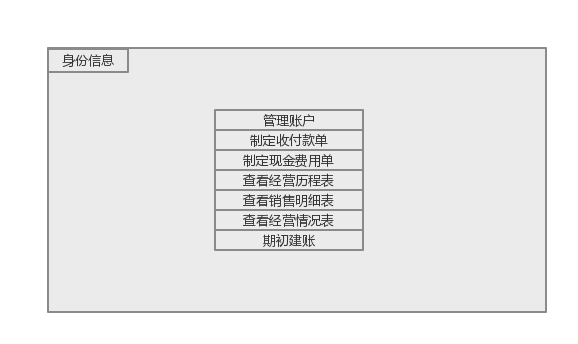 身份信息
管理账户
制定收付款单
制定现金费用单
查看经营历程表
查看销售明细表
查看经营情况表
期初建账